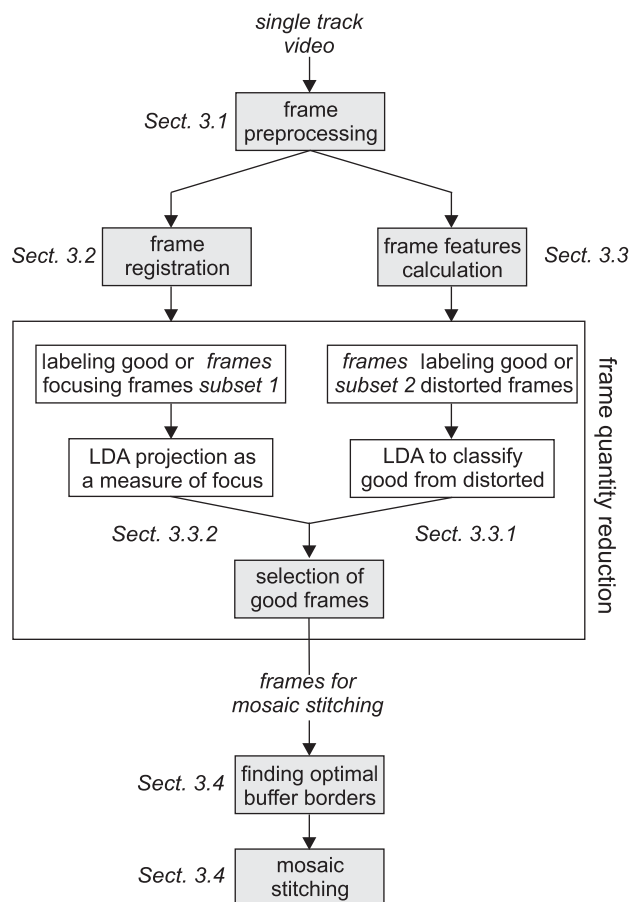 single track
video
Sect. 3.1
frame
preprocessing
Sect. 3.2
frame
registration
frame features
calculation
Sect. 3.3
labeling good or frames
focusing frames subset 1
frames labeling good or
subset 2 distorted frames
LDA projection as
a measure of focus
LDA to classify
good from distorted
Sect. 3.3.2
Sect. 3.3.1
selection of
good frames
frame quantity reduction
frames for
mosaic stitching
Sect. 3.4
finding optimal
buffer borders
Sect. 3.4
mosaic
stitching